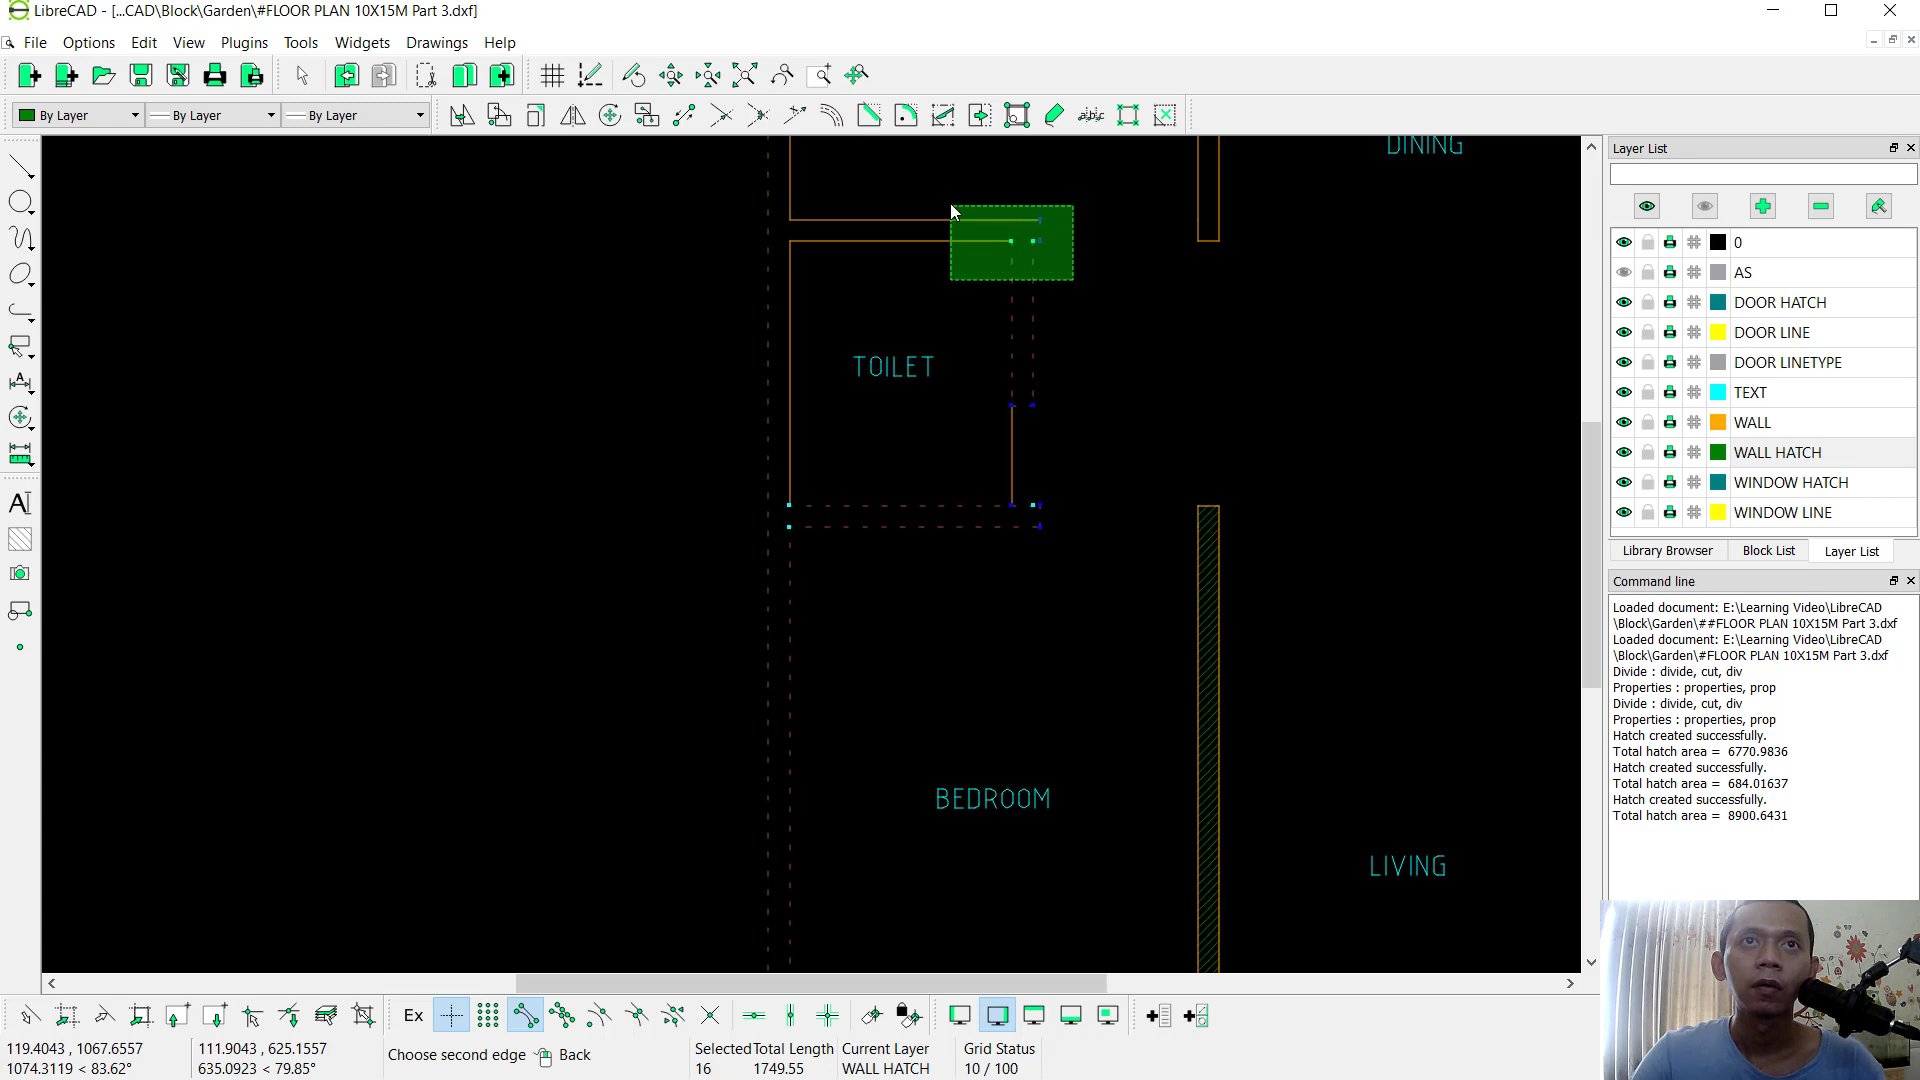 LibreCAD - [...CAD\Block\Garden\#FLOOR PLAN 10X15M Part 3.dxf]
File Options Edit View Plugins Tools Widgets Drawings Help
By Layer By Layer By Layer
abc
Layer List
0
AS
DOOR HATCH
DOOR LINE
DOOR LINETYPE
TEXT
WALL
WALL HATCH
WINDOW HATCH
WINDOW LINE
Library Browser Block List Layer List
Command line
Loaded document: E:\Learning Video\LibreCAD
\Block\Garden\##FLOOR PLAN 10X15M Part 3.dxf
Loaded document: E:\Learning Video\LibreCAD
\Block\Garden\#FLOOR PLAN 10X15M Part 3.dxf
Divide : divide, cut, div
Properties : properties, prop
Divide : divide, cut, div
Properties : properties, prop
Hatch created successfully.
Total hatch area = 6770.9836
Hatch created successfully.
Total hatch area = 684.01637
Hatch created successfully.
Total hatch area = 8900.6431
DINING
TOILET
BEDROOM
LIVING
A
A
Ex
119.4043 , 1067.6557
1074.3119 < 83.62°
111.9043 , 625.1557
635.0923 < 79.85°
Choose second edge Back
Selected Total Length
16 1749.55
Current Layer
WALL HATCH
Grid Status
10 / 100